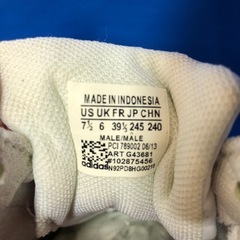 MADE IN INDONESIA
US UK FR JP CHN
7½ 6 39⅓ 245 240
MALE/MALE
PCI 789002 06/13
ART G43681
#102875456
adidas